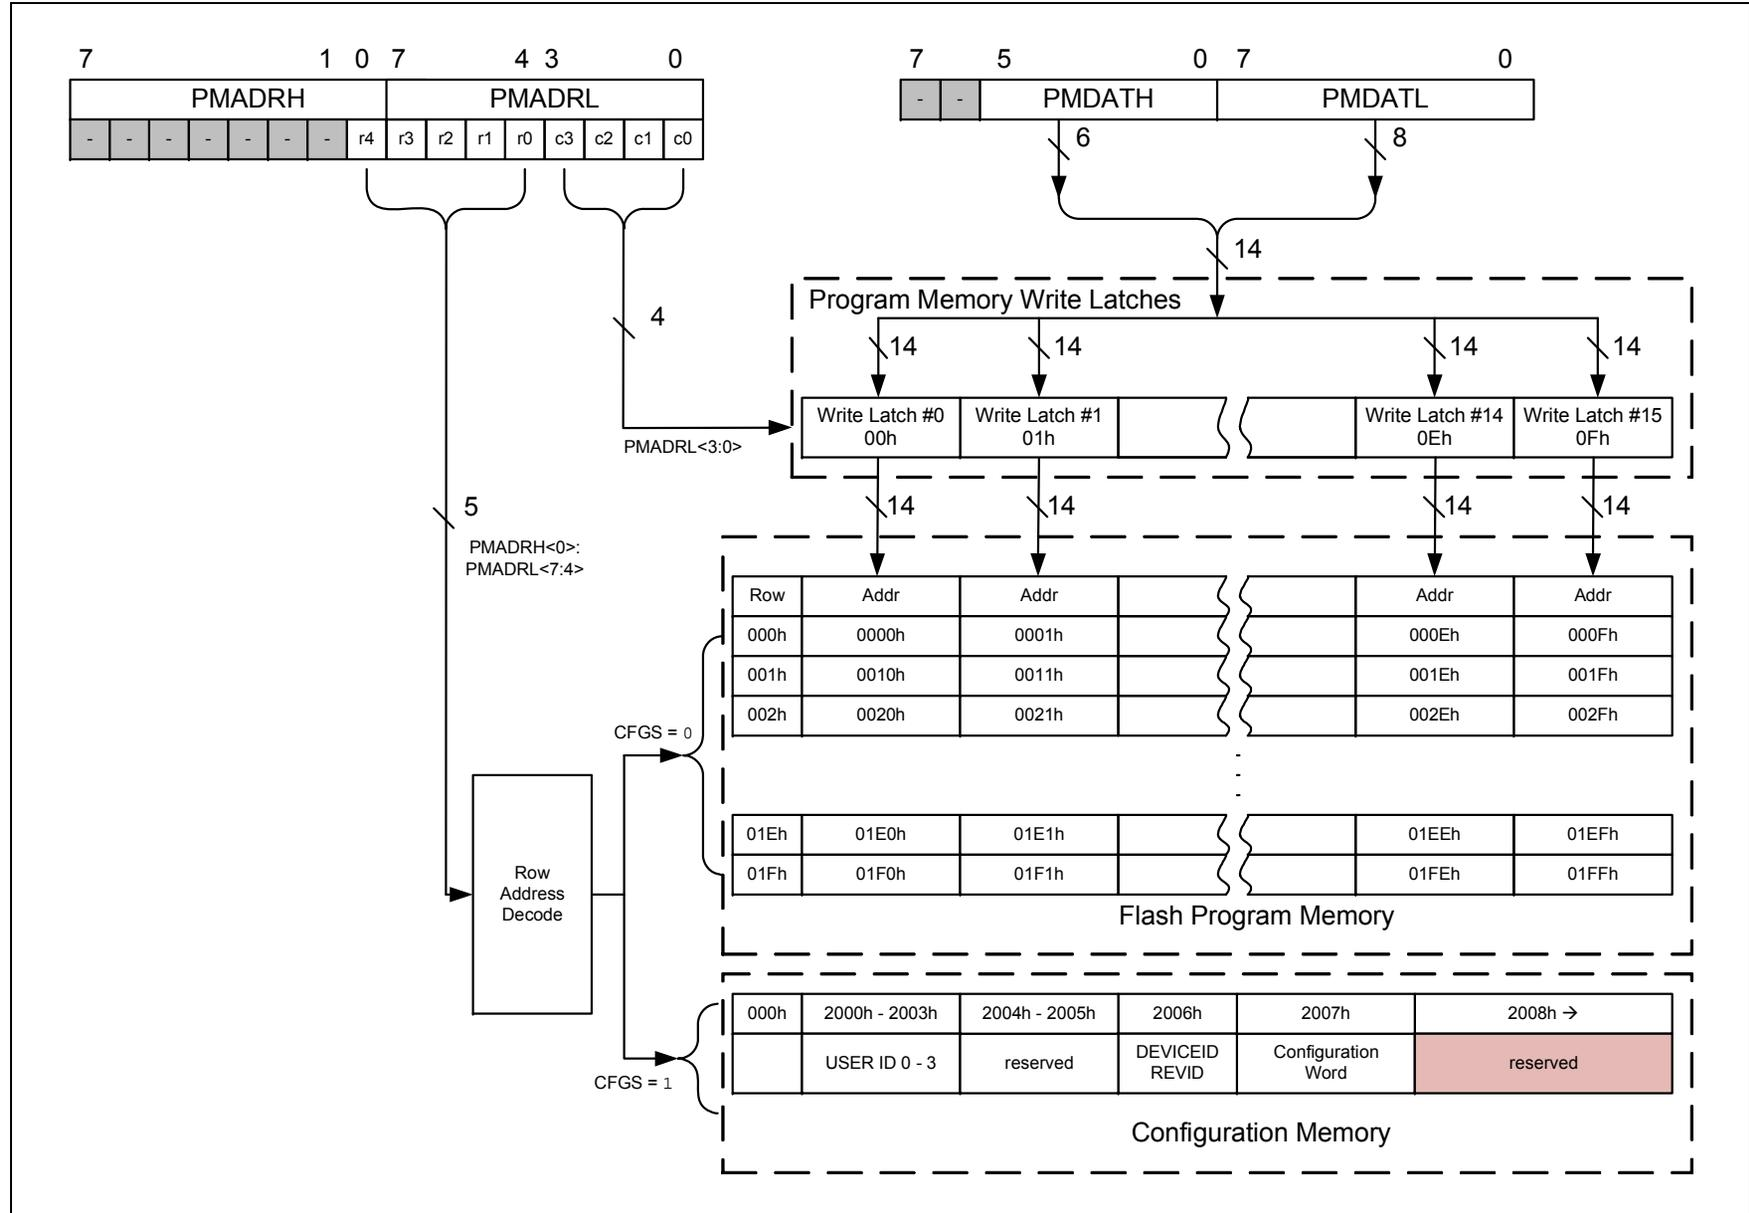 7 1 0 7 4 3 0
7 5 0 7 0
PMADRH PMADRL
- - PMDATH PMDATL
- - - - - - - r4 r3 r2 r1 r0 c3 c2 c1 c0
6 8
14
4
Program Memory Write Latches
14 14 14 14
Write Latch #0 Write Latch #1 Write Latch #14 Write Latch #15
00h 01h 0Eh 0Fh
PMADRL<3:0>
14 14 14 14
5
PMADRH<0>:
PMADRL<7:4>
Row Addr Addr Addr Addr
000h 0000h 0001h 000Eh 000Fh
001h 0010h 0011h 001Eh 001Fh
002h 0020h 0021h 002Eh 002Fh
CFGS = 0
01Eh 01E0h 01E1h 01EEh 01EFh
01Fh 01F0h 01F1h 01FEh 01FFh
Row
Address
Decode
Flash Program Memory
000h 2000h - 2003h 2004h - 2005h 2006h 2007h 2008h →
USER ID 0 - 3 reserved DEVICEID Configuration reserved
REVID Word
CFGS = 1
Configuration Memory